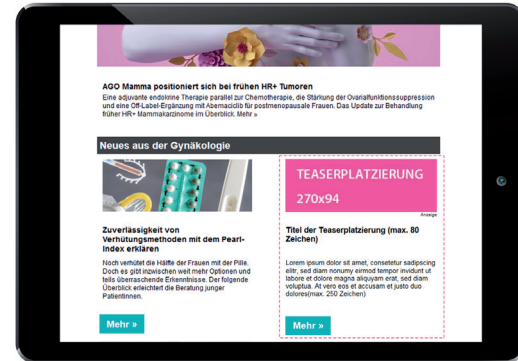 AGO Mamma positioniert sich bei frühen HR+ Tumoren
Eine adjuvante endokrine Therapie parallel zur Chemotherapie, die Stärkung der Ovarialfunktionssuppression
und eine Off-Label-Ergänzung mit Abemaciclib für postmenopausale Frauen. Das Update zur Behandlung
früher HR+ Mammakarzinome im Überblick. Mehr »
Neues aus der Gynäkologie
Zuverlässigkeit von
Verhütungsmethoden mit dem Pearl-
Index erklären
Noch verhütet die Hälfte der Frauen mit der Pille.
Doch es gibt inzwischen weit mehr Optionen und
teils überraschende Erkenntnisse. Der folgende
Überblick erleichtert die Beratung junger
Patientinnen.
Mehr »
TEASERPLATZIERUNG
270x94
Anzeige
Titel der Teaserplatzierung (max. 80
Zeichen)
Lorem ipsum dolor sit amet, consetetur sadipscing
elitr, sed diam nonumy eirmod tempor invidunt ut
labore et dolore magna aliquyam erat, sed diam
voluptua. At vero eos et accusam et justo duo
dolores(max. 250 Zeichen)
Mehr »